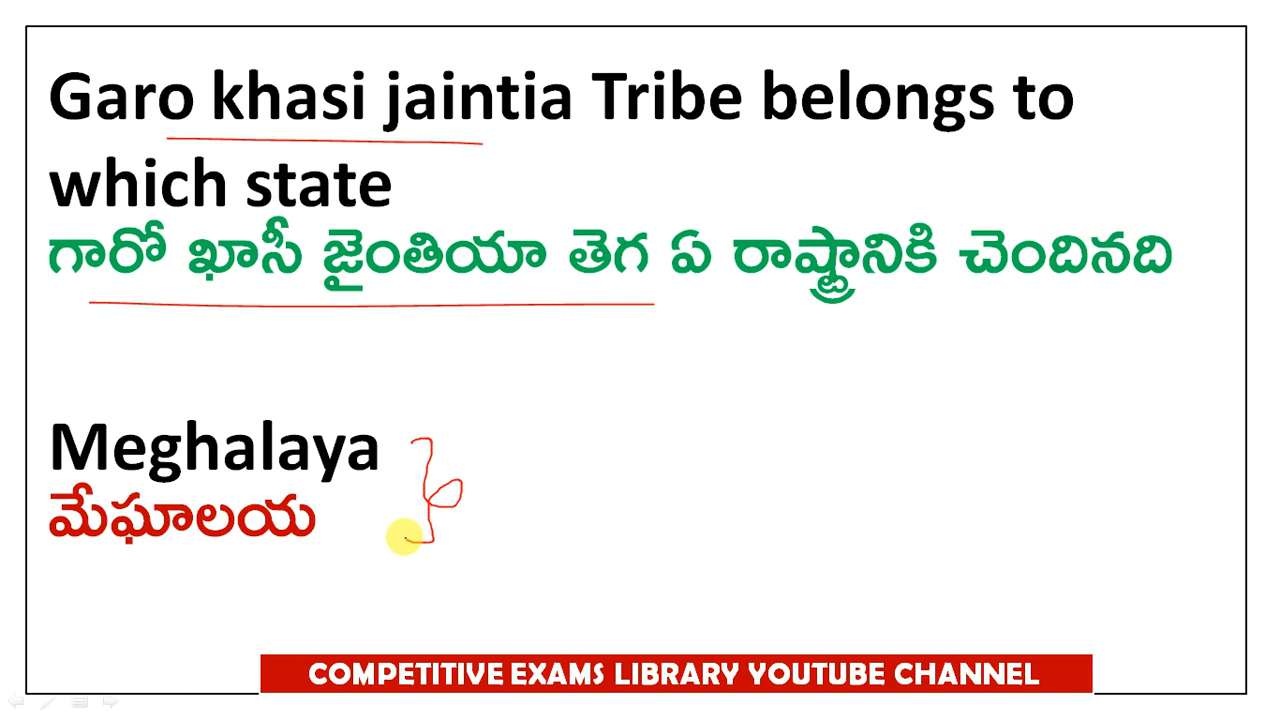 Garo khasi jaintia Tribe belongs to
which state
గారో ఖాసీ జైంతియా తెగ ఏ రాష్ట్రానికి చెందినది
Meghalaya
మేఘాలయ
COMPETITIVE EXAMS LIBRARY YOUTUBE CHANNEL